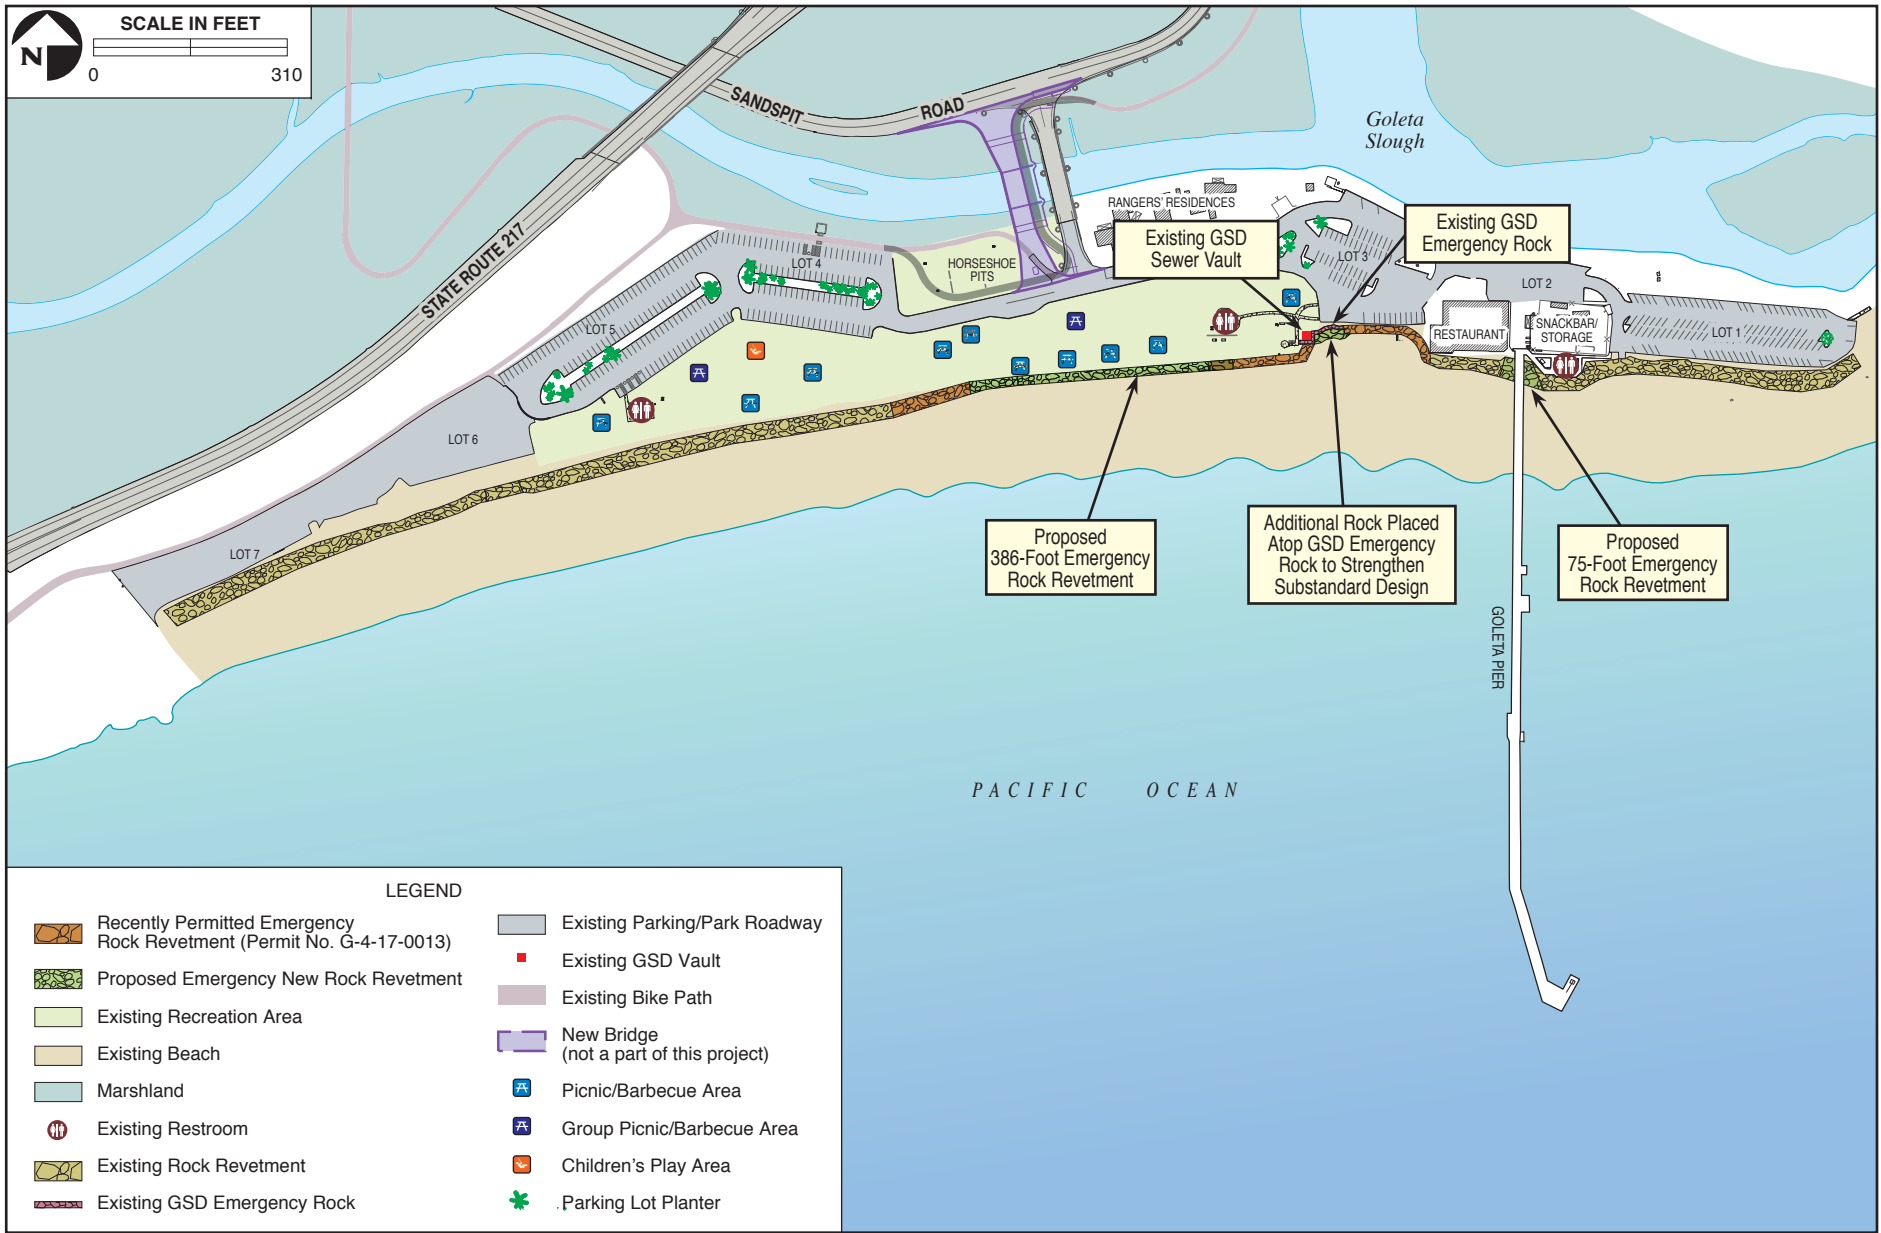 SCALE IN FEET
N
0 310
SANDSPIT ROAD
Goleta
Slough
STATE ROUTE 217
RANGERS' RESIDENCES
Existing GSD
Sewer Vault
Existing GSD
Emergency Rock
HORSESHOE
PITS
LOT 4
LOT 3
LOT 2
LOT 5
LOT 1
RESTAURANT
SNACKBAR/
STORAGE
LOT 6
LOT 7
Proposed
386-Foot Emergency
Rock Revetment
Additional Rock Placed
Atop GSD Emergency
Rock to Strengthen
Substandard Design
Proposed
75-Foot Emergency
Rock Revetment
GOLETA PIER
PACIFIC OCEAN
LEGEND
Recently Permitted Emergency
Rock Revetment (Permit No. G-4-17-0013)
Proposed Emergency New Rock Revetment
Existing Recreation Area
Existing Beach
Marshland
Existing Restroom
Existing Rock Revetment
Existing GSD Emergency Rock
Existing Parking/Park Roadway
Existing GSD Vault
Existing Bike Path
New Bridge
(not a part of this project)
Picnic/Barbecue Area
Group Picnic/Barbecue Area
Children's Play Area
Parking Lot Planter